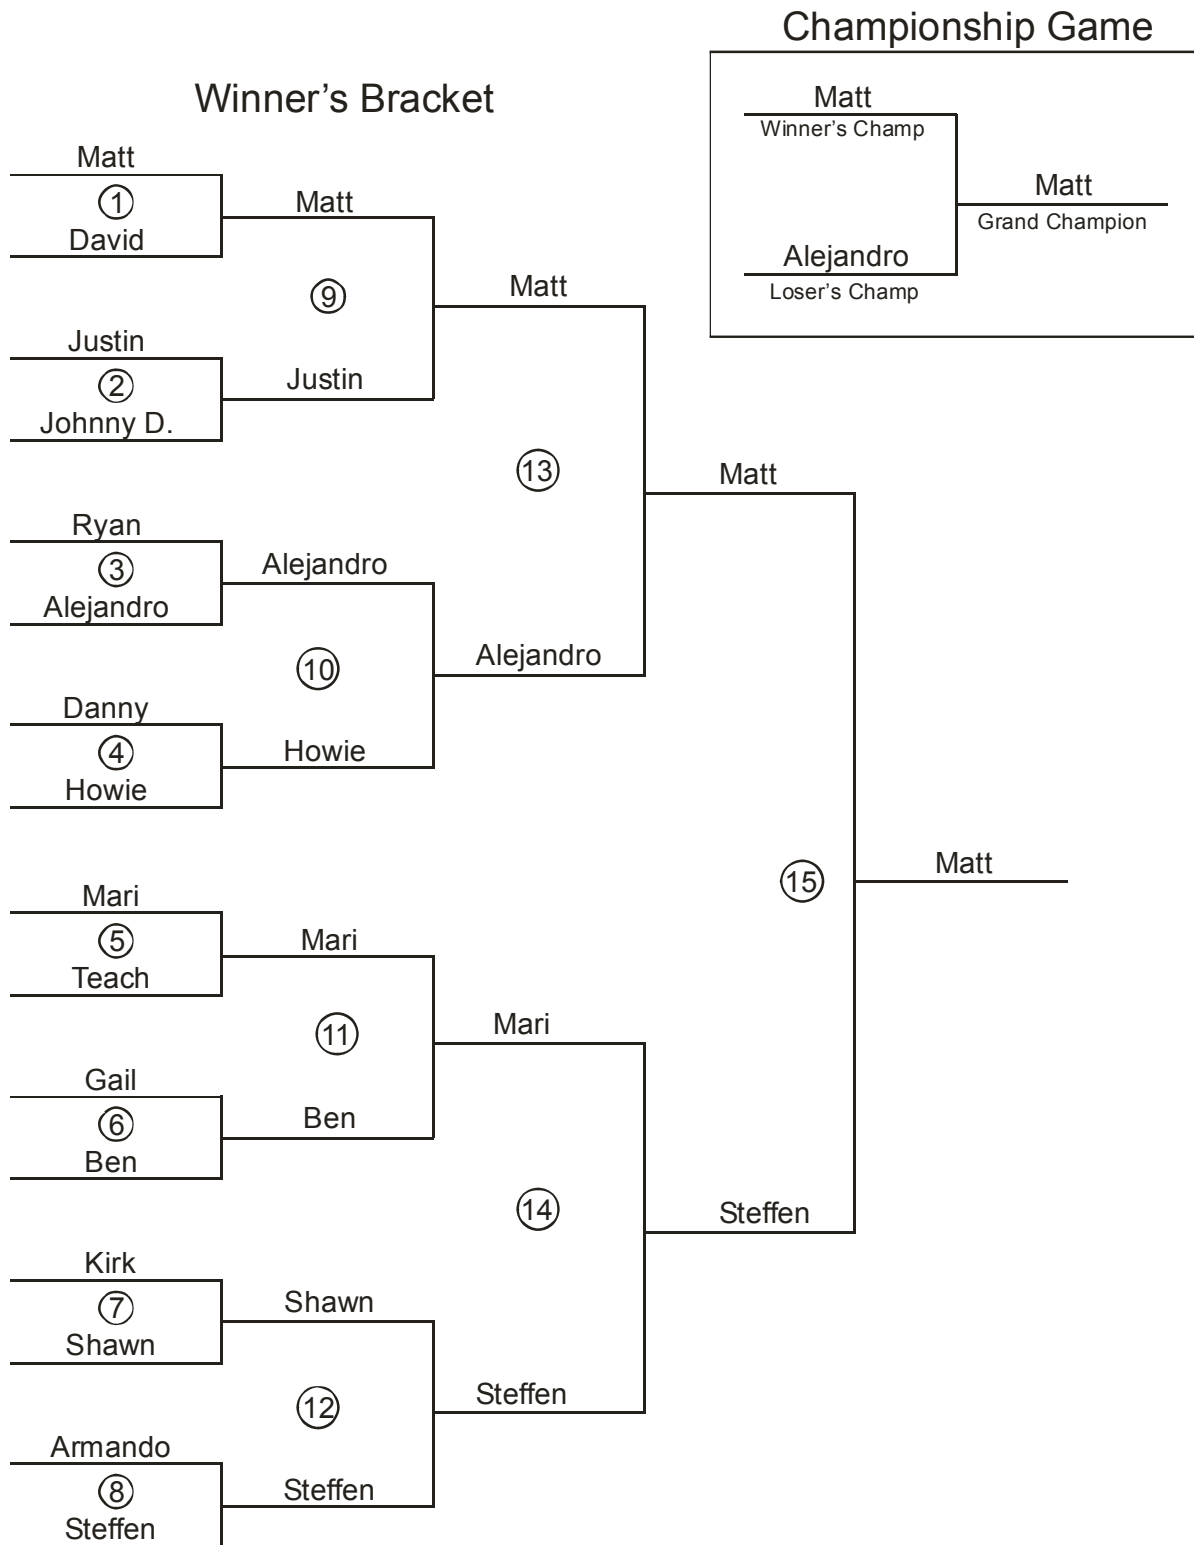 Championship Game
Matt
Winner's Champ
Matt
Grand Champion
Alejandro
Loser's Champ
Winner's Bracket
Matt
1
David
Justin
2
Johnny D.
Ryan
3
Alejandro
Danny
4
Howie
Mari
5
Teach
Gail
6
Ben
Kirk
7
Shawn
Armando
8
Steffen
Matt
9
Justin
Alejandro
10
Howie
Mari
11
Ben
Shawn
12
Steffen
Matt
13
Alejandro
Mari
14
Steffen
Matt
15
Steffen
Matt